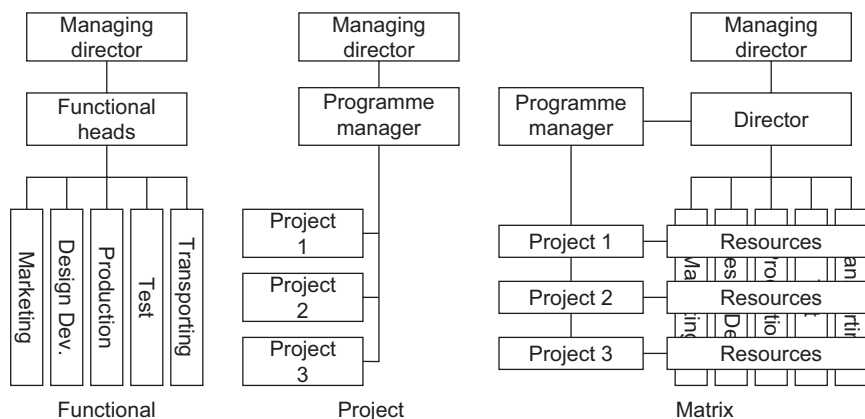 Managing
director
Functional
heads
Marketing
Design Dev.
Production
Test
Transporting
Functional
Managing
director
Programme
manager
Project
1
Project
2
Project
3
Project
Managing
director
Programme
manager
Director
Project 1
Resources
Project 2
Resources
Project 3
Resources
Matrix